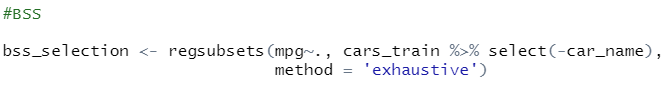 #BSS
bss_selection <- regsubsets(mpg~., cars_train %>% select(-car_name),
method = 'exhaustive')